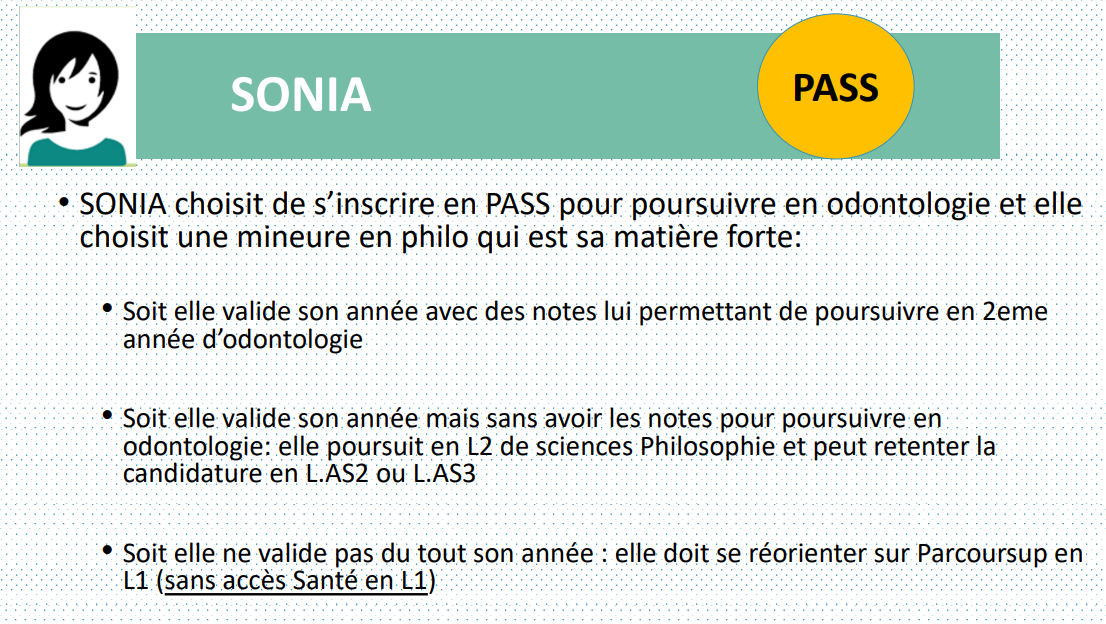 SONIA
PASS
• SONIA choisit de s’inscrire en PASS pour poursuivre en odontologie et elle
choisit une mineure en philo qui est sa matière forte:
• Soit elle valide son année avec des notes lui permettant de poursuivre en 2eme
année d’odontologie
• Soit elle valide son année mais sans avoir les notes pour poursuivre en
odontologie: elle poursuit en L2 de sciences Philosophie et peut retenter la
candidature en L.AS2 ou L.AS3
• Soit elle ne valide pas du tout son année : elle doit se réorienter sur Parcoursup en
L1 (sans accès Santé en L1)